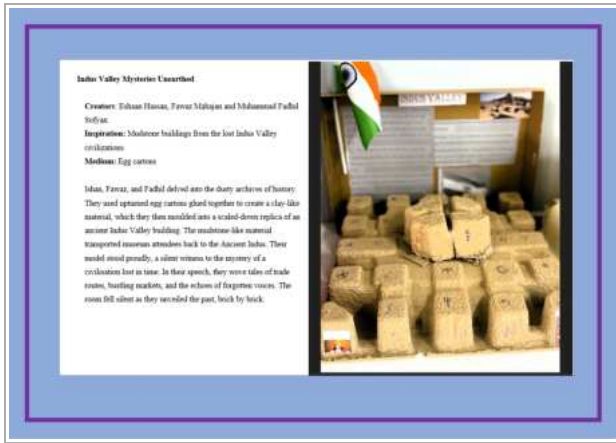 Indus Valley Mysteries Unearthed
Creators: Eshaan Hassan, Fawaz Mahajan and Muhammad Fadhil
Sofyan
Inspiration: Mudstone buildings from the lost Indus Valley
civilizations
Medium: Egg cartons
Ishan, Fawaz, and Fadhil delved into the dusty archives of history.
They used upturned egg cartons glued together to create a clay-like
material, which they then moulded into a scaled-down replica of an
ancient Indus Valley building. The mudstone-like material
transported museum attendees back to the Ancient Indus. Their
model stood proudly, a silent witness to the mystery of a
civilisation lost in time. In their speech, they wove tales of trade
routes, bustling markets, and the echoes of forgotten voices. The
room fell silent as they unveiled the past, brick by brick.
INDUS VALLEY